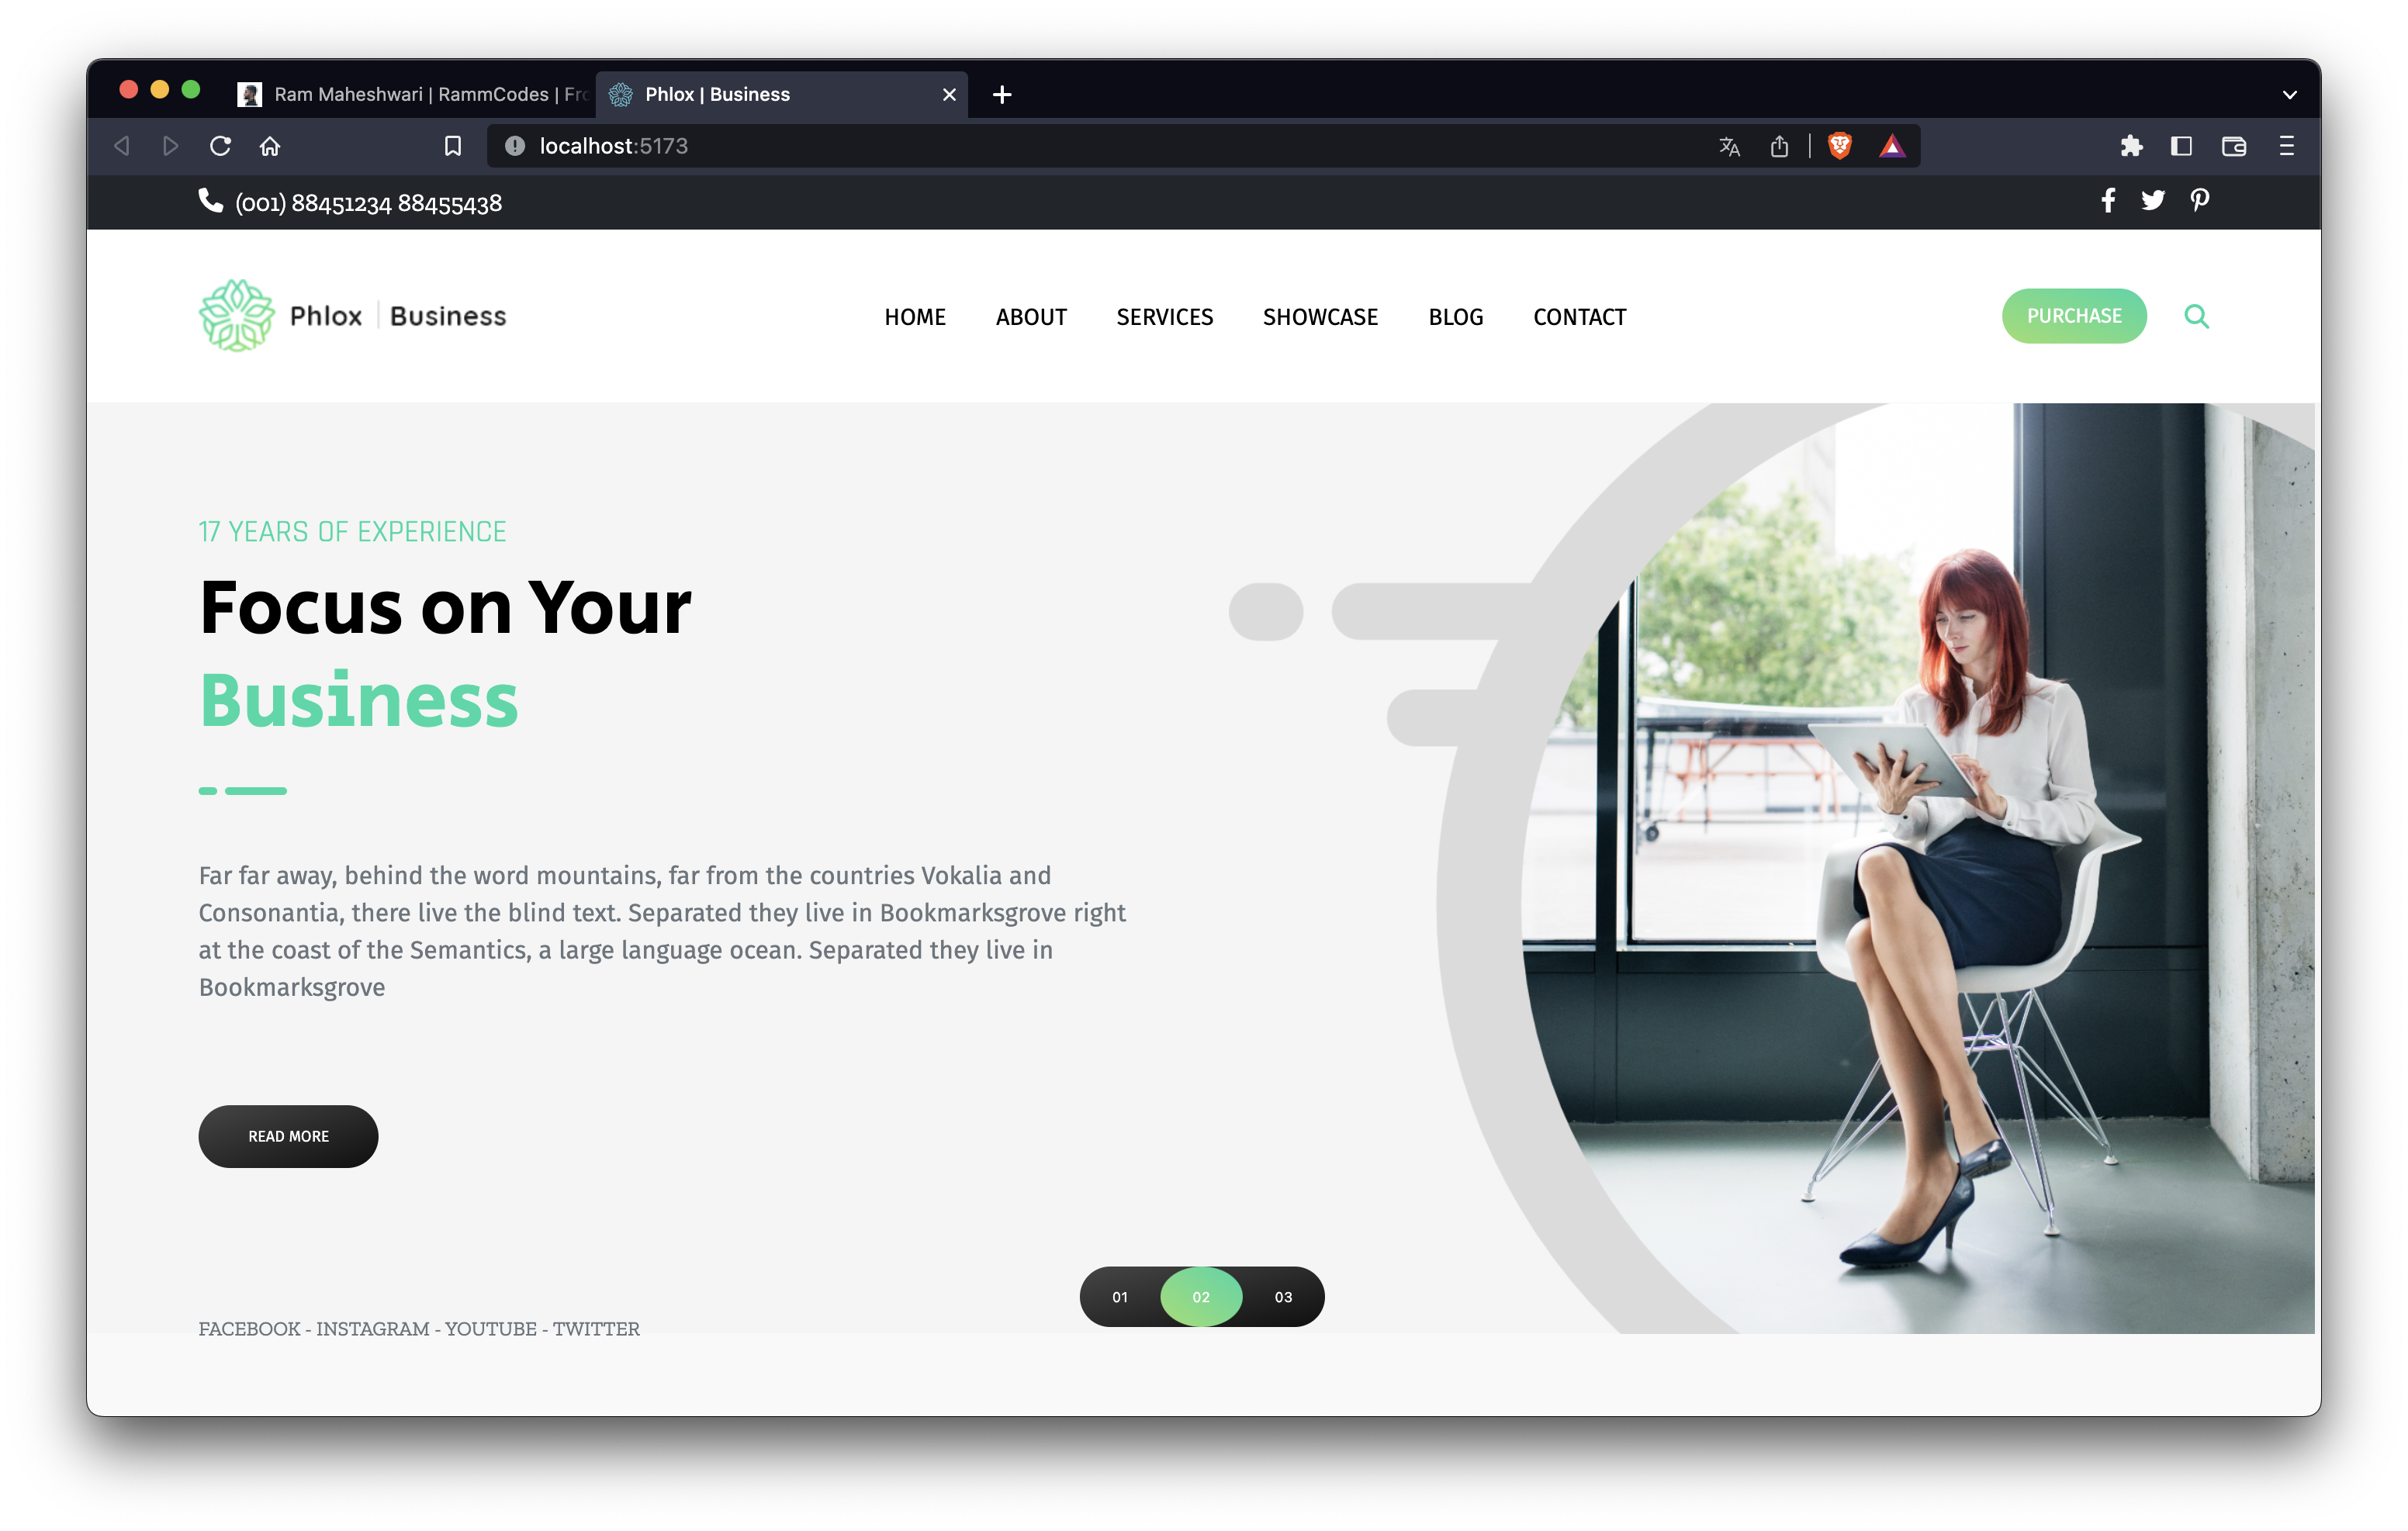 Ram Maheshwari | RammCodes | Fro
Phlox | Business
localhost:5173
(001) 88451234 88455438
Phlox | Business
HOME ABOUT SERVICES SHOWCASE BLOG CONTACT
PURCHASE
17 YEARS OF EXPERIENCE
Focus on Your
Business
Far far away, behind the word mountains, far from the countries Vokalia and
Consonantia, there live the blind text. Separated they live in Bookmarksgrove right
at the coast of the Semantics, a large language ocean. Separated they live in
Bookmarksgrove
READ MORE
01 02 03
FACEBOOK - INSTAGRAM - YOUTUBE - TWITTER